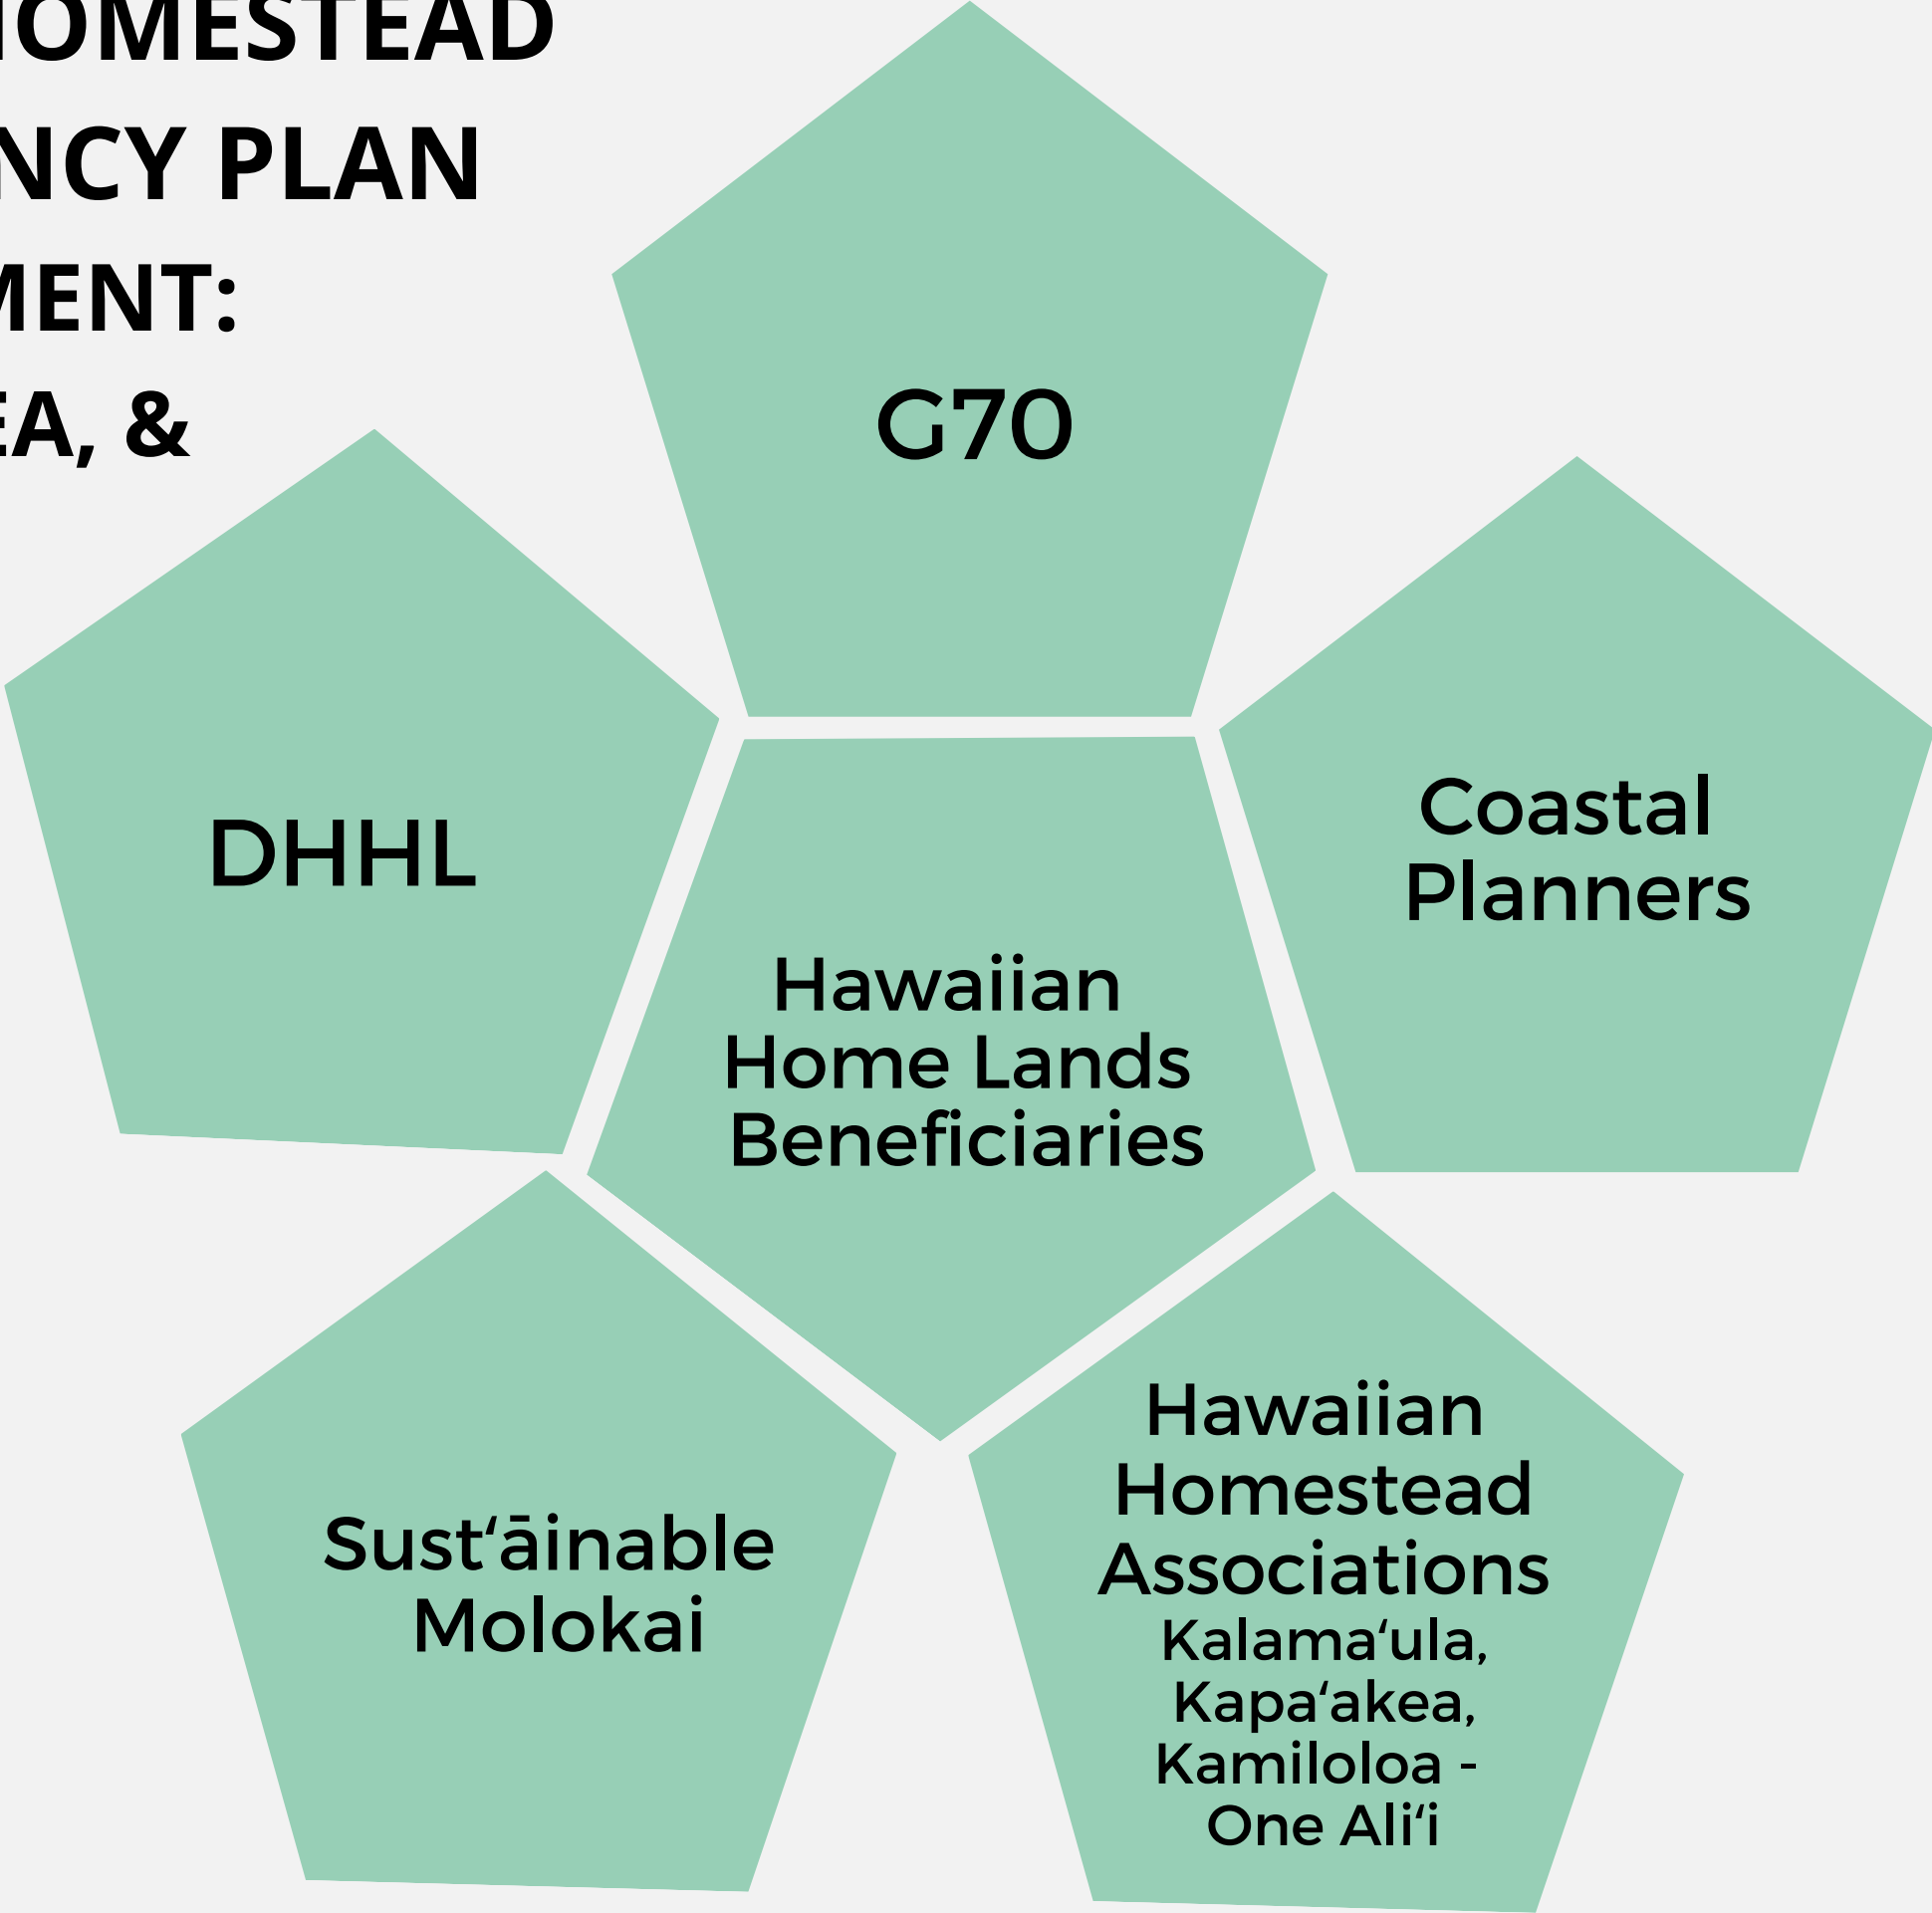 HOMESTEAD
NCY PLAN
MENT:
EA, &
G70
DHHL
Coastal
Planners
Hawaiian
Home Lands
Beneficiaries
Sustʻāinable
Molokai
Hawaiian
Homestead
Associations
Kalamaʻula,
Kapaʻakea,
Kamiloloa -
One Aliʻi